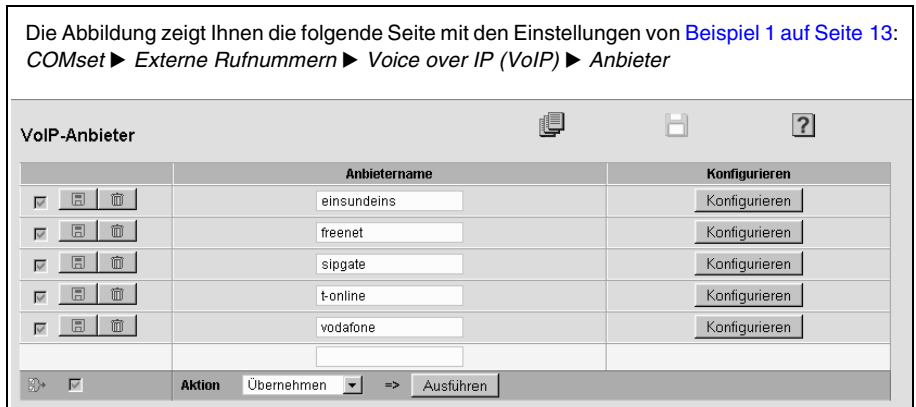 Die Abbildung zeigt Ihnen die folgende Seite mit den Einstellungen von Beispiel 1 auf Seite 13:
COMset ▶ Externe Rufnummern ▶ Voice over IP (VoIP) ▶ Anbieter
VoIP-Anbieter ?
Anbietername Konfigurieren
einsundeins Konfigurieren
freenet Konfigurieren
sipgate Konfigurieren
t-online Konfigurieren
vodafone Konfigurieren
Aktion Übernehmen => Ausführen